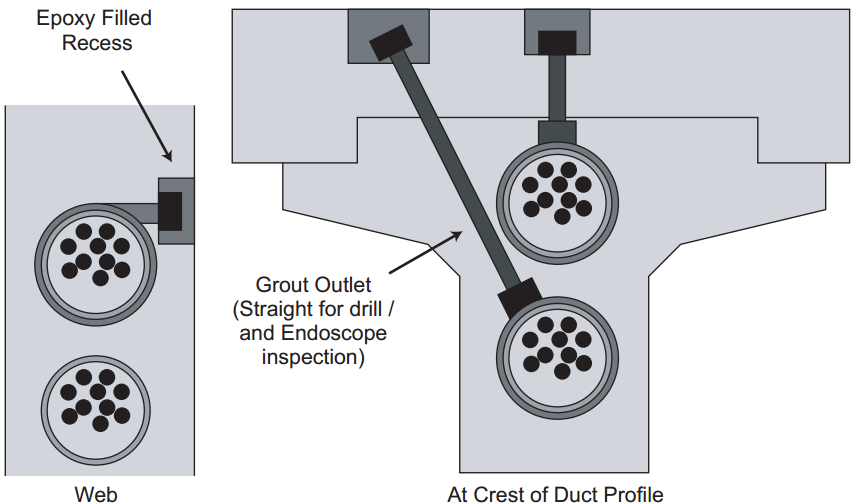 Epoxy Filled
Recess
Grout Outlet
(Straight for drill /
and Endoscope
inspection)
Web
At Crest of Duct Profile